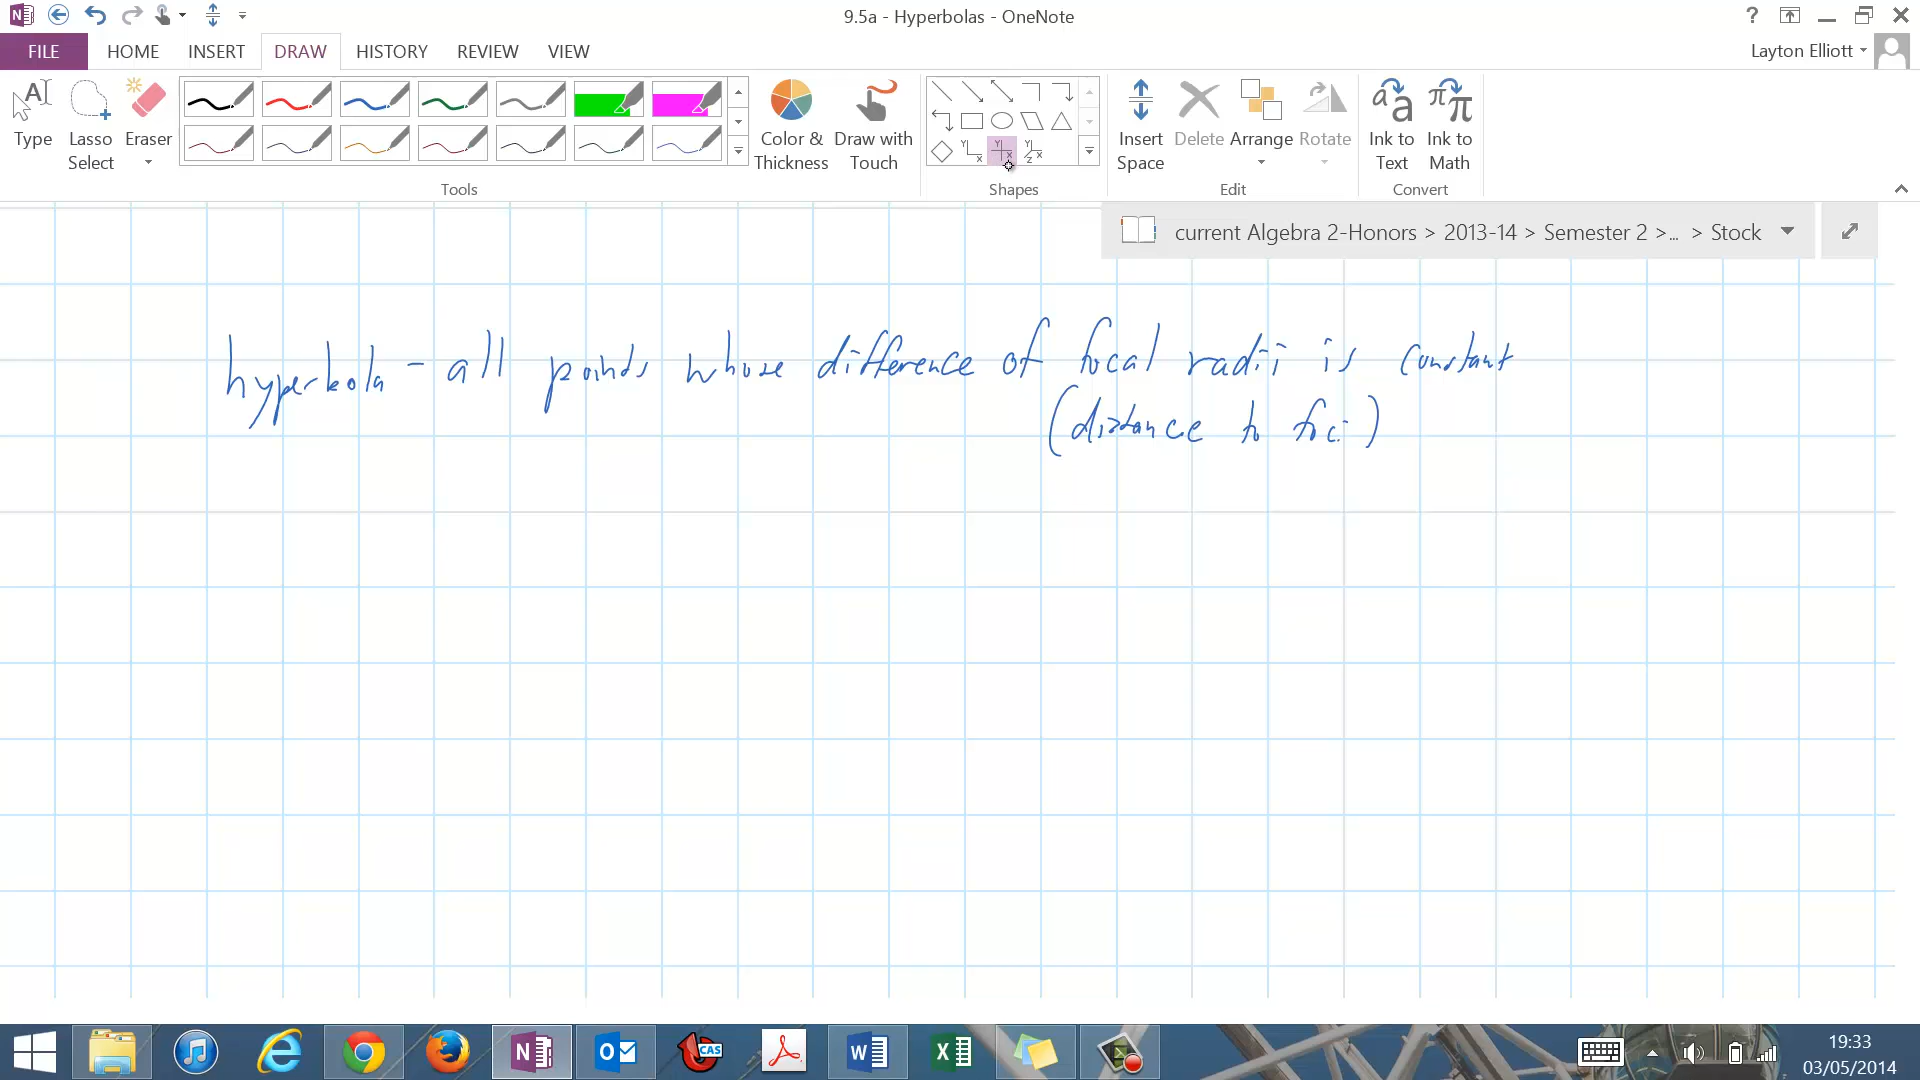 9.5a - Hyperbolas - OneNote
FILE HOME INSERT DRAW HISTORY REVIEW VIEW
Layton Elliott
Type
Lasso Select
Eraser
Color & Thickness
Draw with Touch
Insert Space
Delete
Arrange
Rotate
Ink to Text
Ink to Math
Tools Shapes Edit Convert
current Algebra 2-Honors > 2013-14 > Semester 2 >... > Stock
hyperbola - all points whose difference of focal radii is constant
(distance to foci)
CAS
19:33
03/05/2014